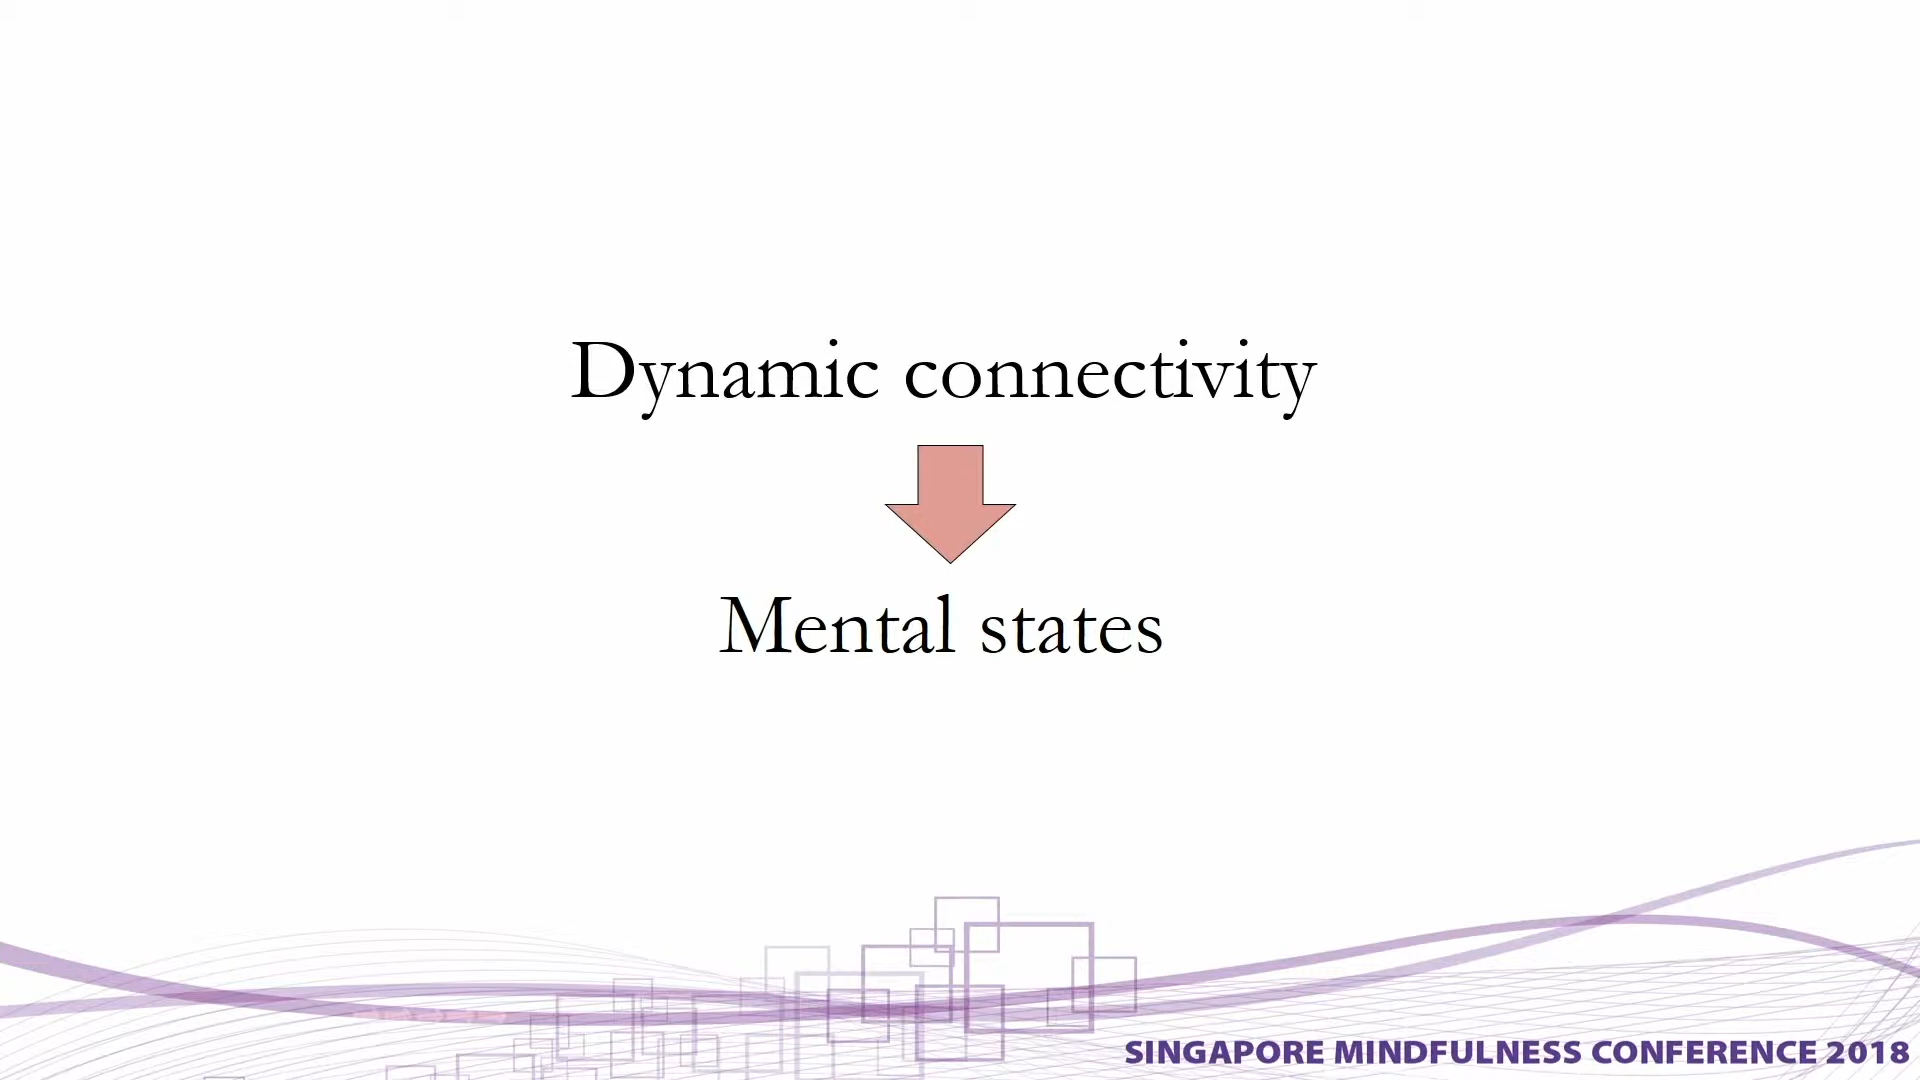 Dynamic connectivity
Mental states
SINGAPORE MINDFULNESS CONFERENCE 2018